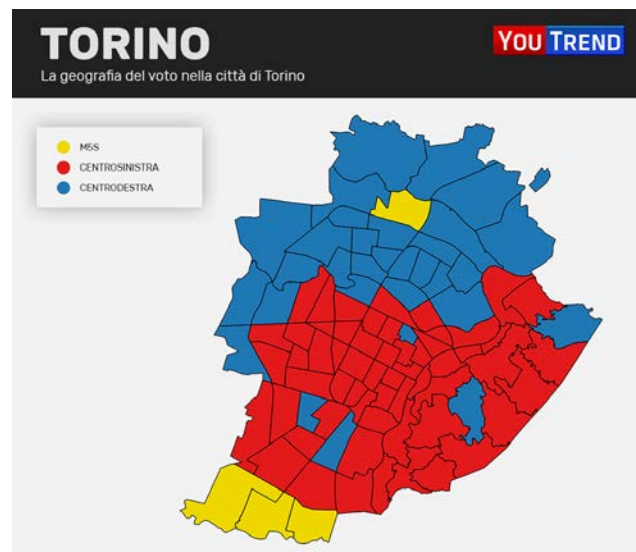 TORINO
La geografia del voto nella città di Torino
YOU TREND
M5S
CENTROSINISTRA
CENTRODESTRA